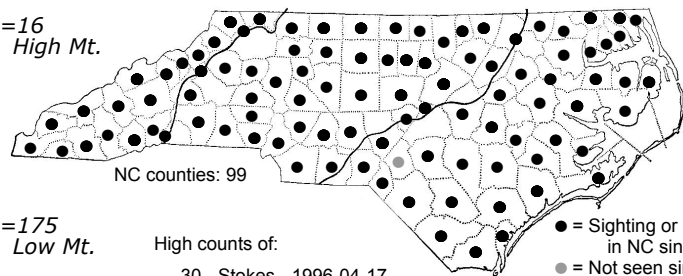 =16
High Mt.
NC counties: 99
=175
Low Mt.
High counts of:
= Sighting or
in NC sin
= Not seen sin
30 - Stokes - 1996-04-17